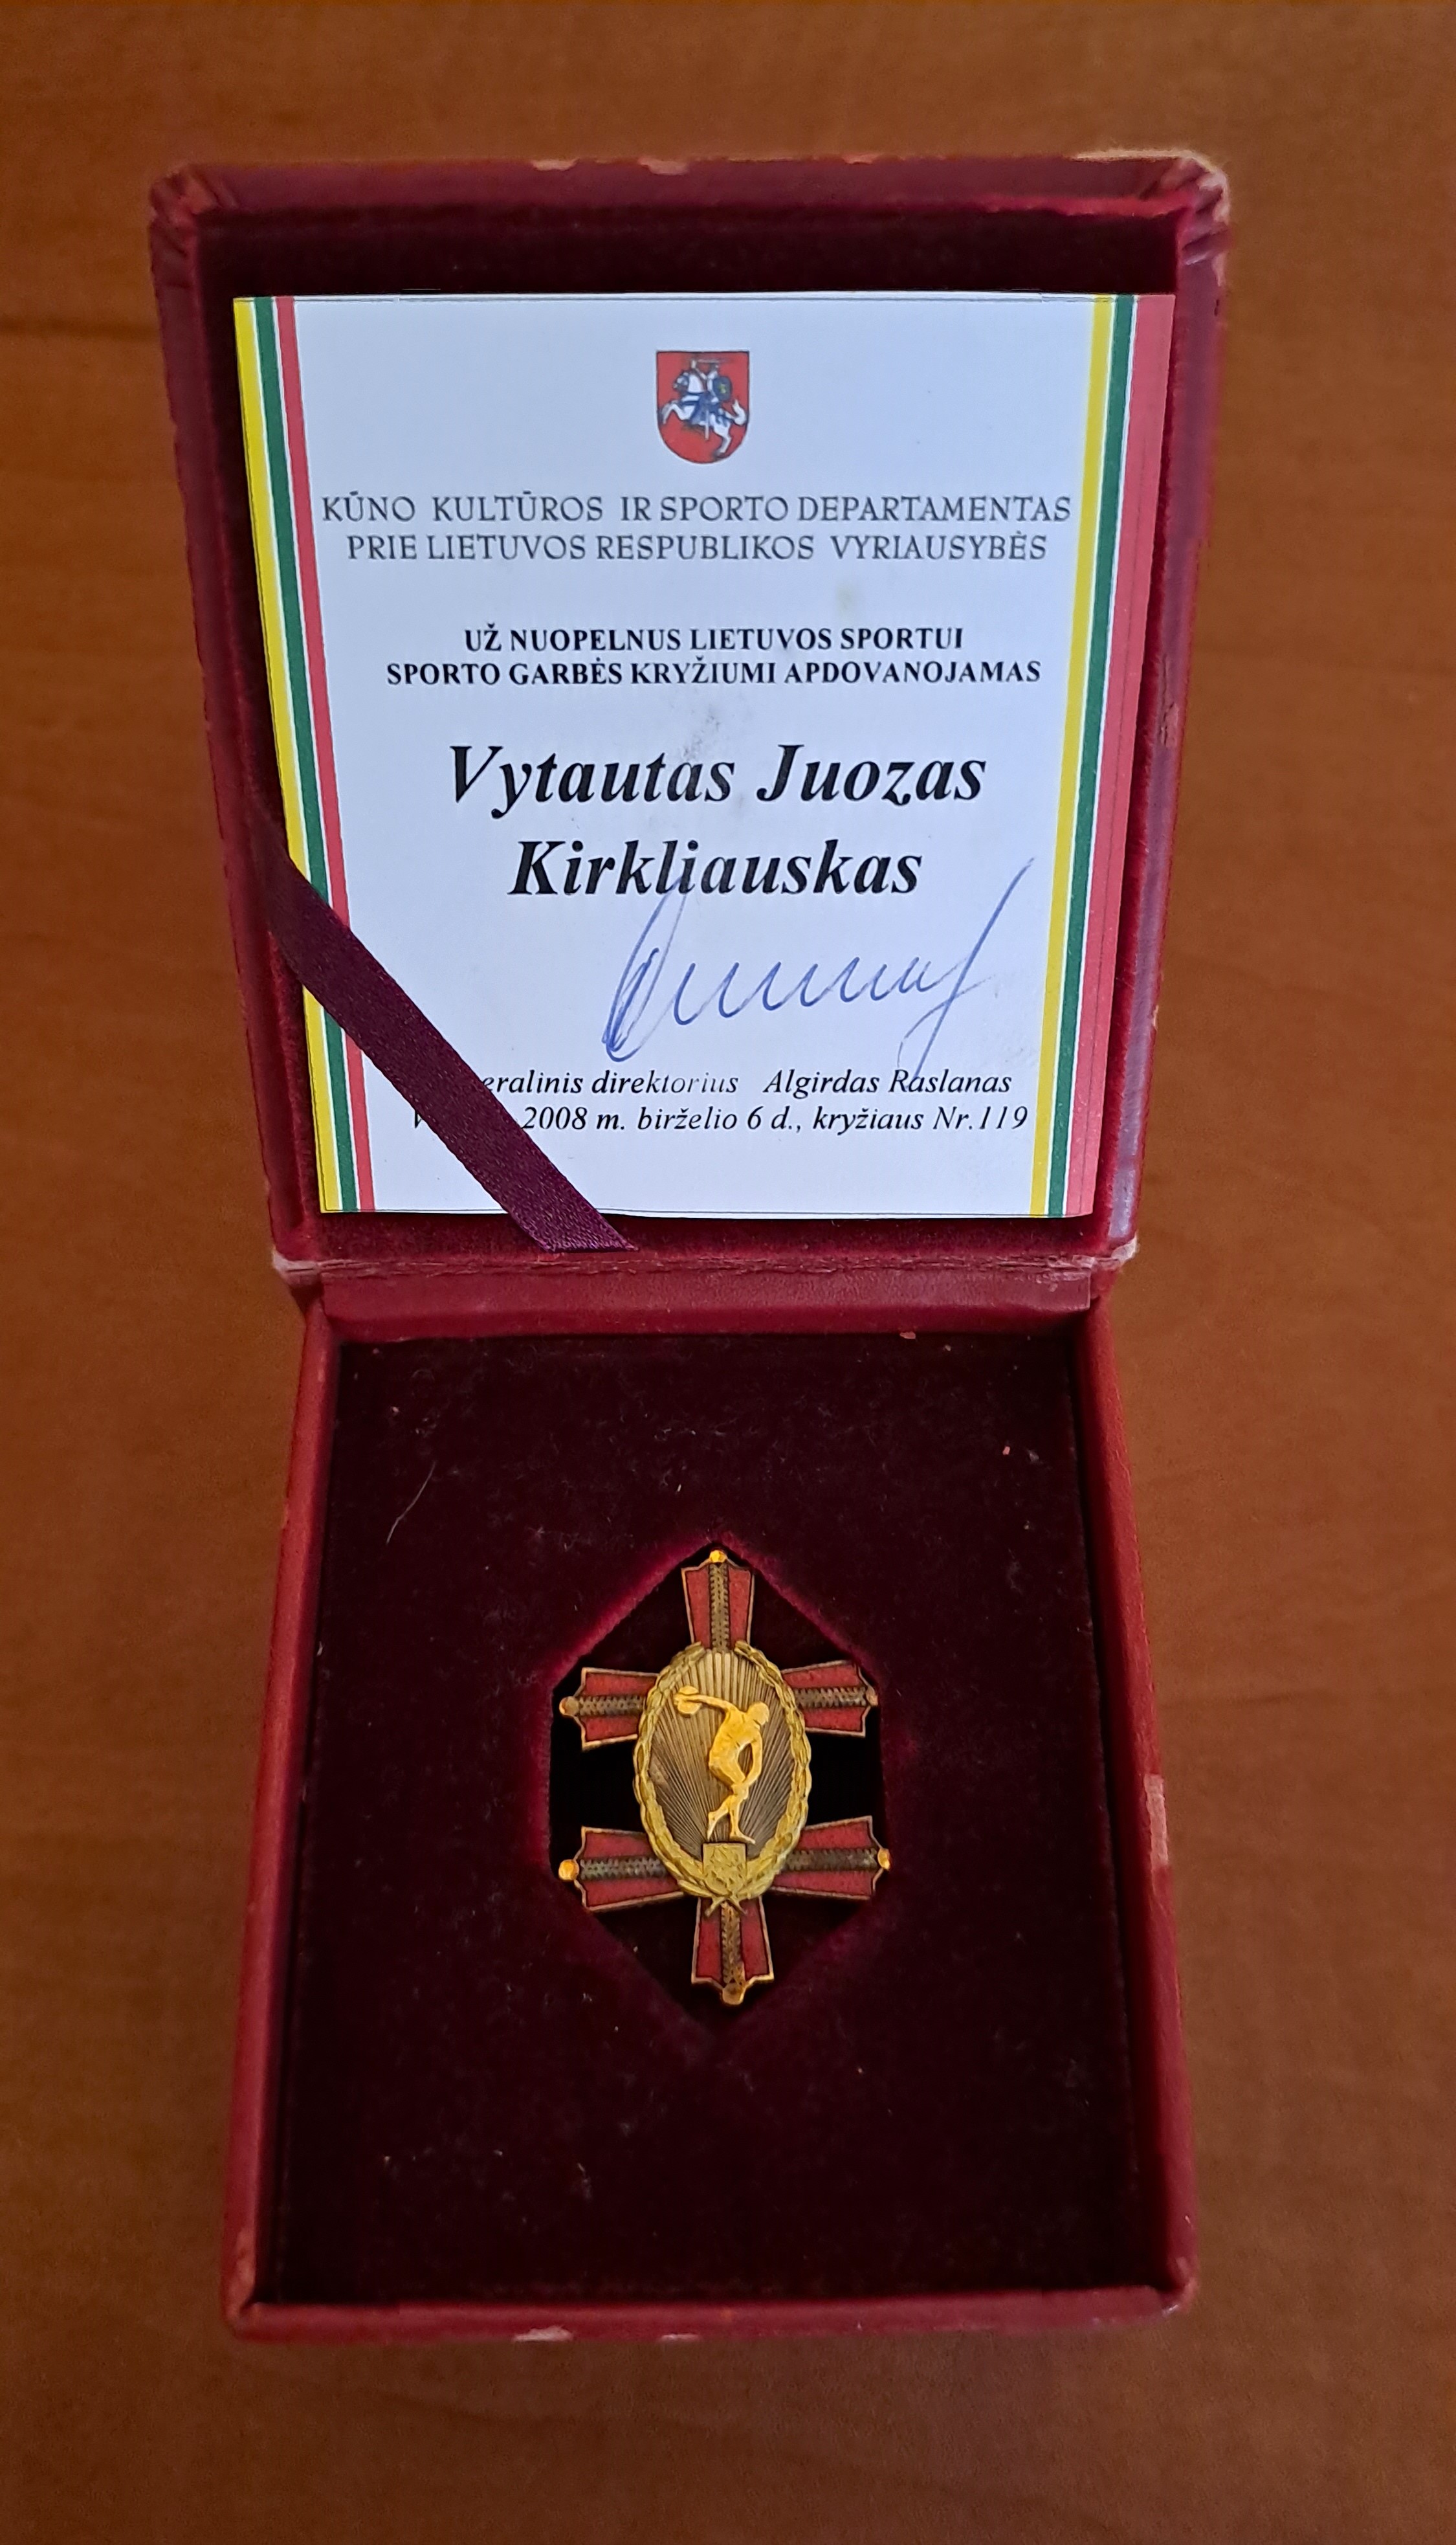 KŪNO KULTŪROS IR SPORTO DEPARTAMENTAS
PRIE LIETUVOS RESPUBLIKOS VYRIAUSYBĖS
UŽ NUOPELNUS LIETUVOS SPORTUI
SPORTO GARBĖS KRYŽIUMI APDOVANOJAMAS
Vytautas Juozas
Kirkliauskas
eralinis direktorius Algirdas Raslanas
2008 m. birželio 6 d., kryžiaus Nr.119